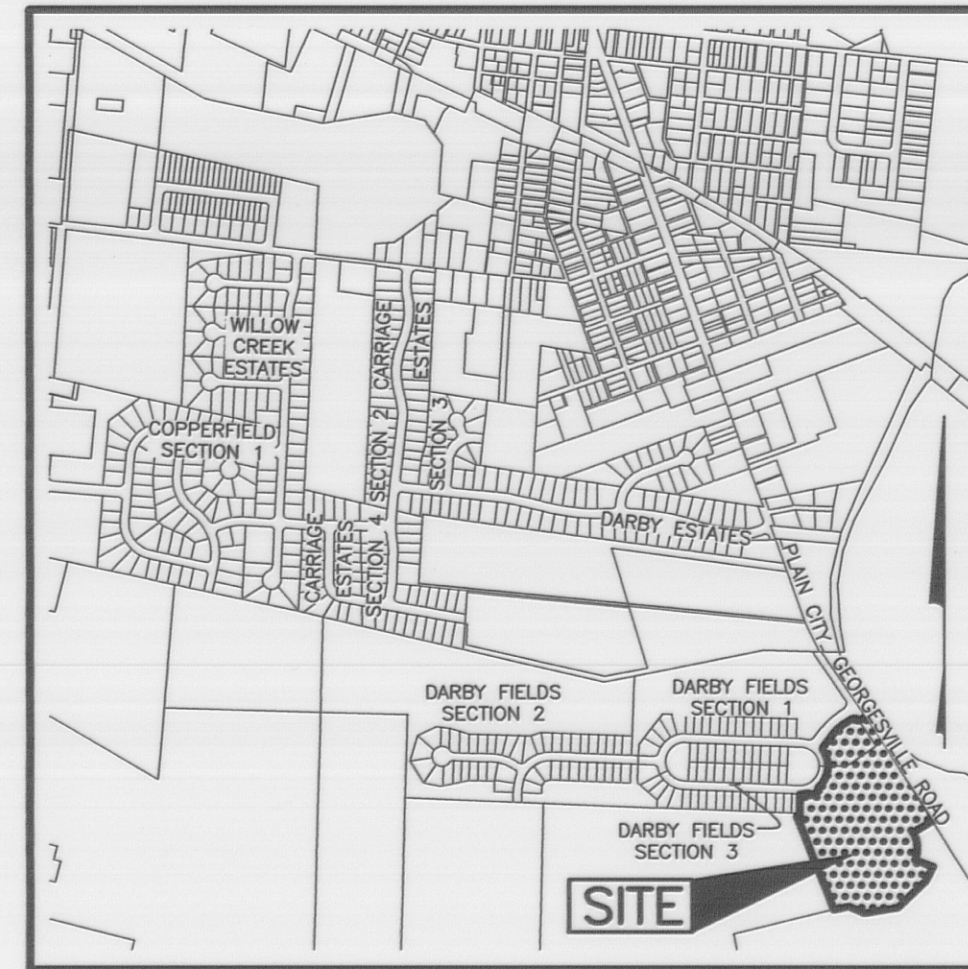 WILLOW
CREEK
ESTATES
COPPERFIELD
SECTION 1
SECTION 2
CARRIAGE
ESTATES
SECTION 3
CARRIAGE
ESTATES
SECTION 4
DARBY ESTATES
PLAIN CITY GEORGESVILLE ROAD
DARBY FIELDS
SECTION 2
DARBY FIELDS
SECTION 1
DARBY FIELDS
SECTION 3
SITE